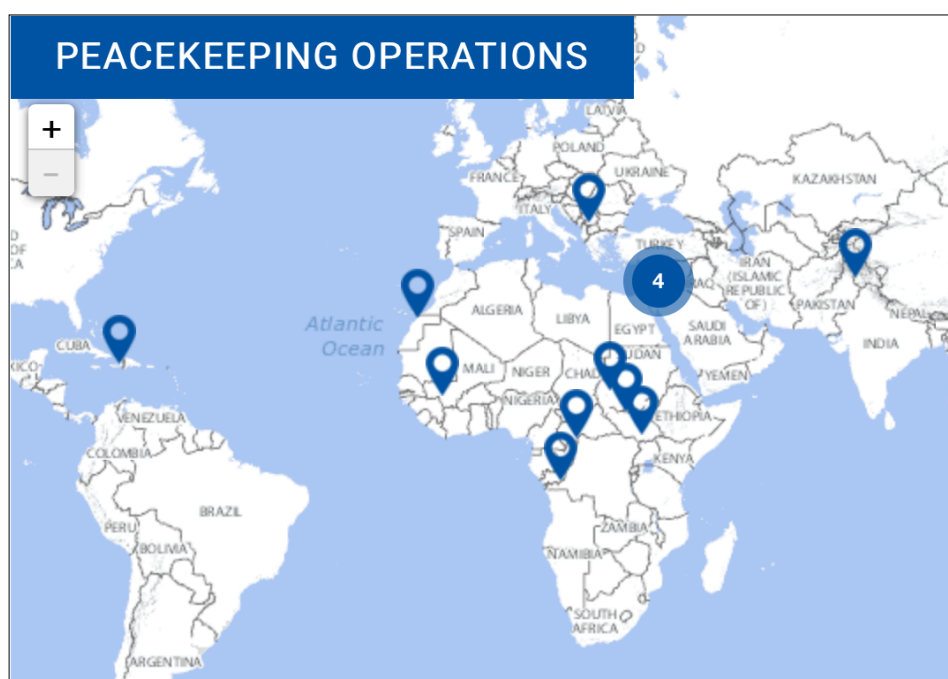 PEACEKEEPING OPERATIONS
+
−
LATVIA
POLAND
KAZAKHSTAN
FRANCE
UKRAINE
ITALY
SPAIN
TURKEY
IRAN
(ISLAMIC
REPUBLIC
OF)
4
RAQ
PAKISTAN
NEPAL
ALGERIA
LIBYA
EGYPT
SAUDI
ARABIA
INDIA
Atlantic
Ocean
CUBA
MALI
NIGER
CHAD
UDAN
YEMEN
NIGERIA
ETHIOPIA
VENEZUELA
COLOMBIA
KENYA
BRAZIL
PERU
ZAMBIA
BOLIVIA
NAMIBIA
SOUTH
AFRICA
ARGENTINA